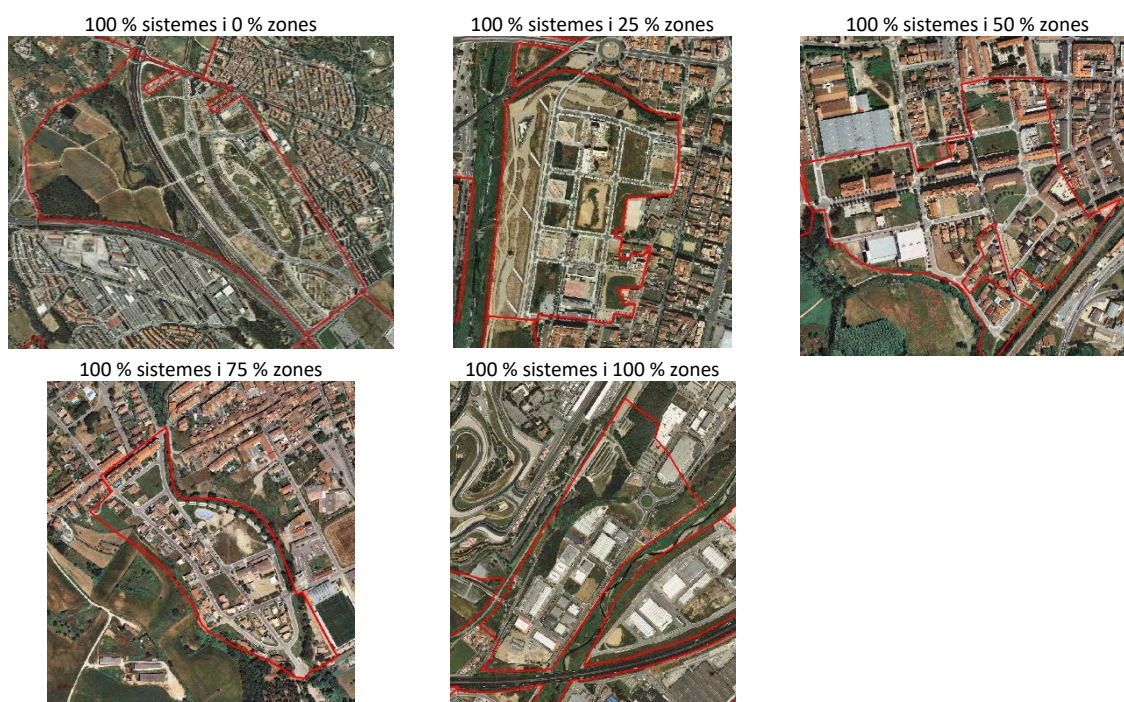 100 % sistemes i 0 % zones
100 % sistemes i 25 % zones
100 % sistemes i 50 % zones
100 % sistemes i 75 % zones
100 % sistemes i 100 % zones